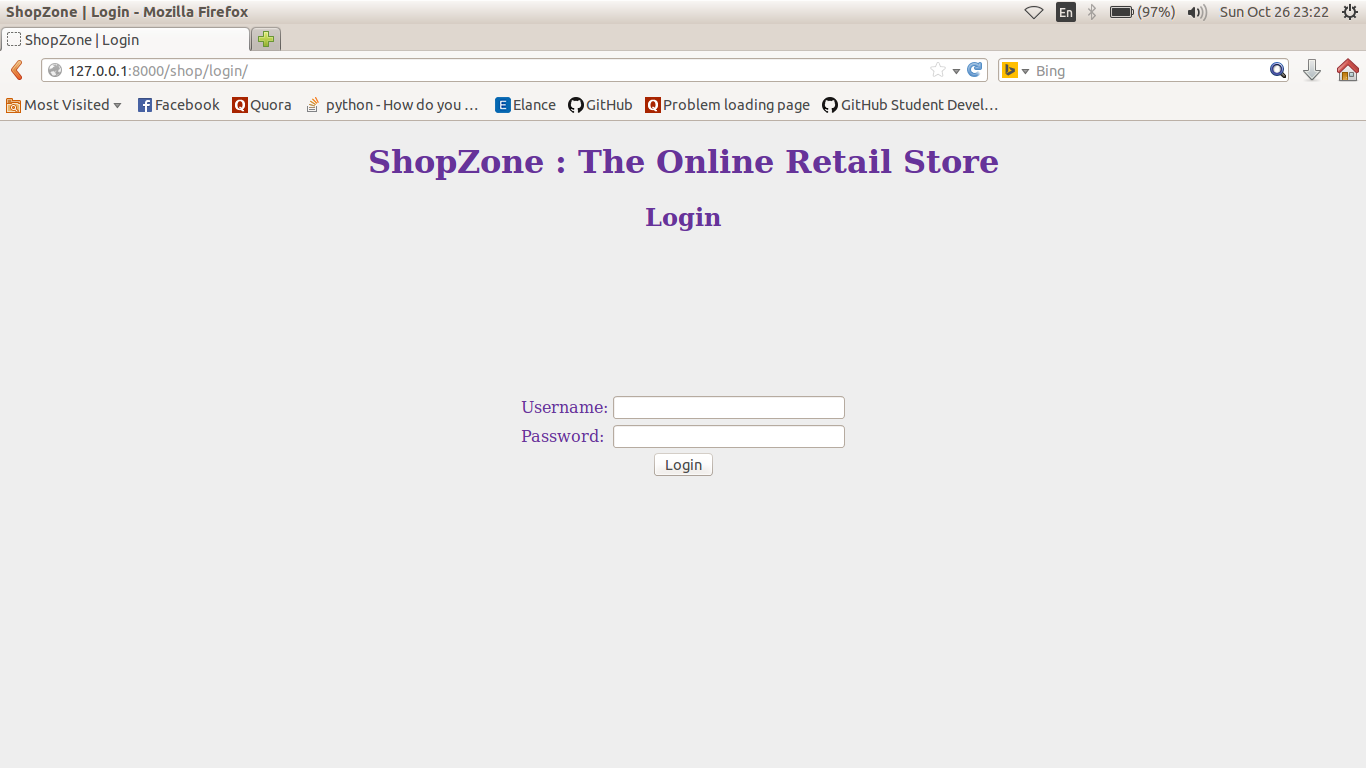 ShopZone | Login - Mozilla Firefox
En
(97%)
Sun Oct 26 23:22
ShopZone | Login
127.0.0.1:8000/shop/login/
Bing
Most Visited
Facebook
Quora
python - How do you ...
E Elance
GitHub
Problem loading page
GitHub Student Devel...
ShopZone : The Online Retail Store
Login
Username:
Password:
Login